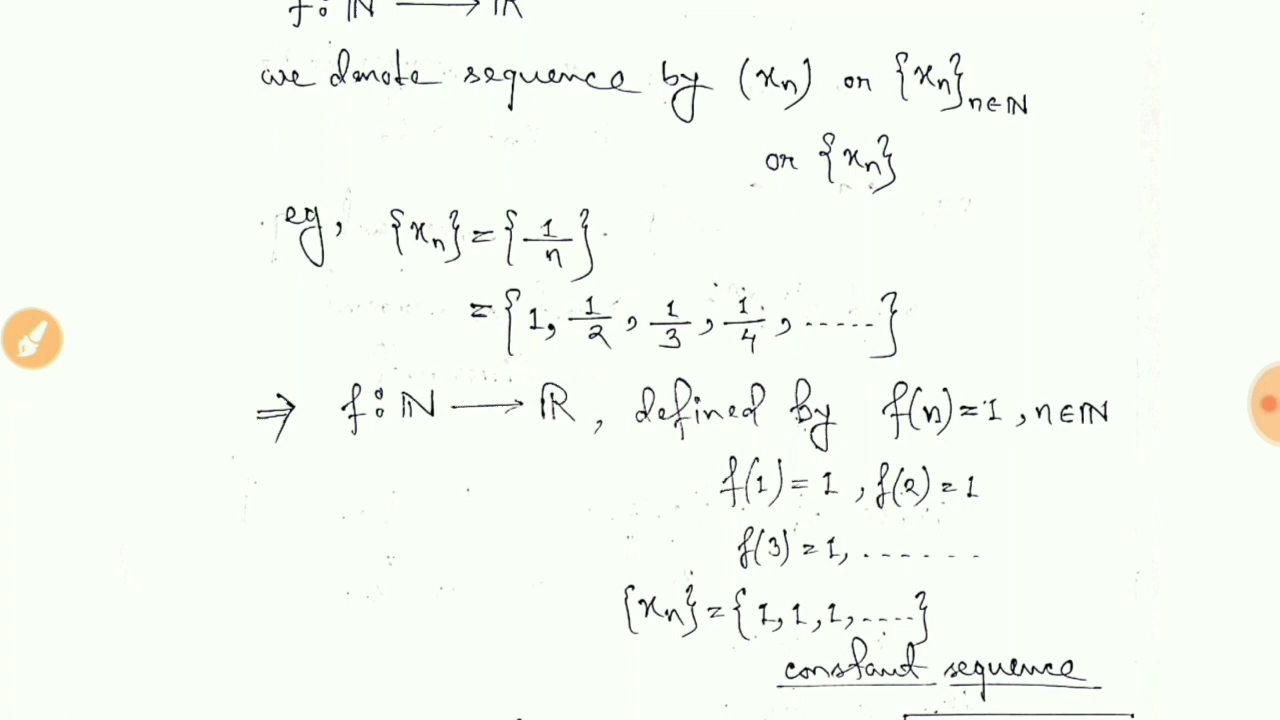 f: ℕ ⟶ ℝ
we denote sequence by (xₙ) or {xₙ}ₙ∈ℕ
or {xₙ}
eg, {xₙ} = {1/n}
= {1, 1/2, 1/3, 1/4, .....}
⇒ f: ℕ ⟶ ℝ, defined by f(n)=1, n∈ℕ
f(1) = 1, f(2) = 1
f(3) = 1, .......
{xₙ} = {1, 1, 1, ....}
constant sequence